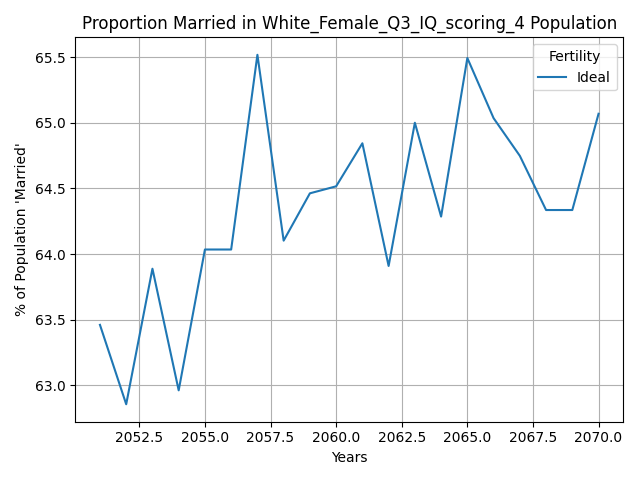 Proportion Married in White_Female_Q3_IQ_scoring_4 Population
% of Population 'Married'
65.5
65.0
64.5
64.0
63.5
63.0
Fertility
Ideal
2052.5 2055.0 2057.5 2060.0 2062.5 2065.0 2067.5 2070.0
Years